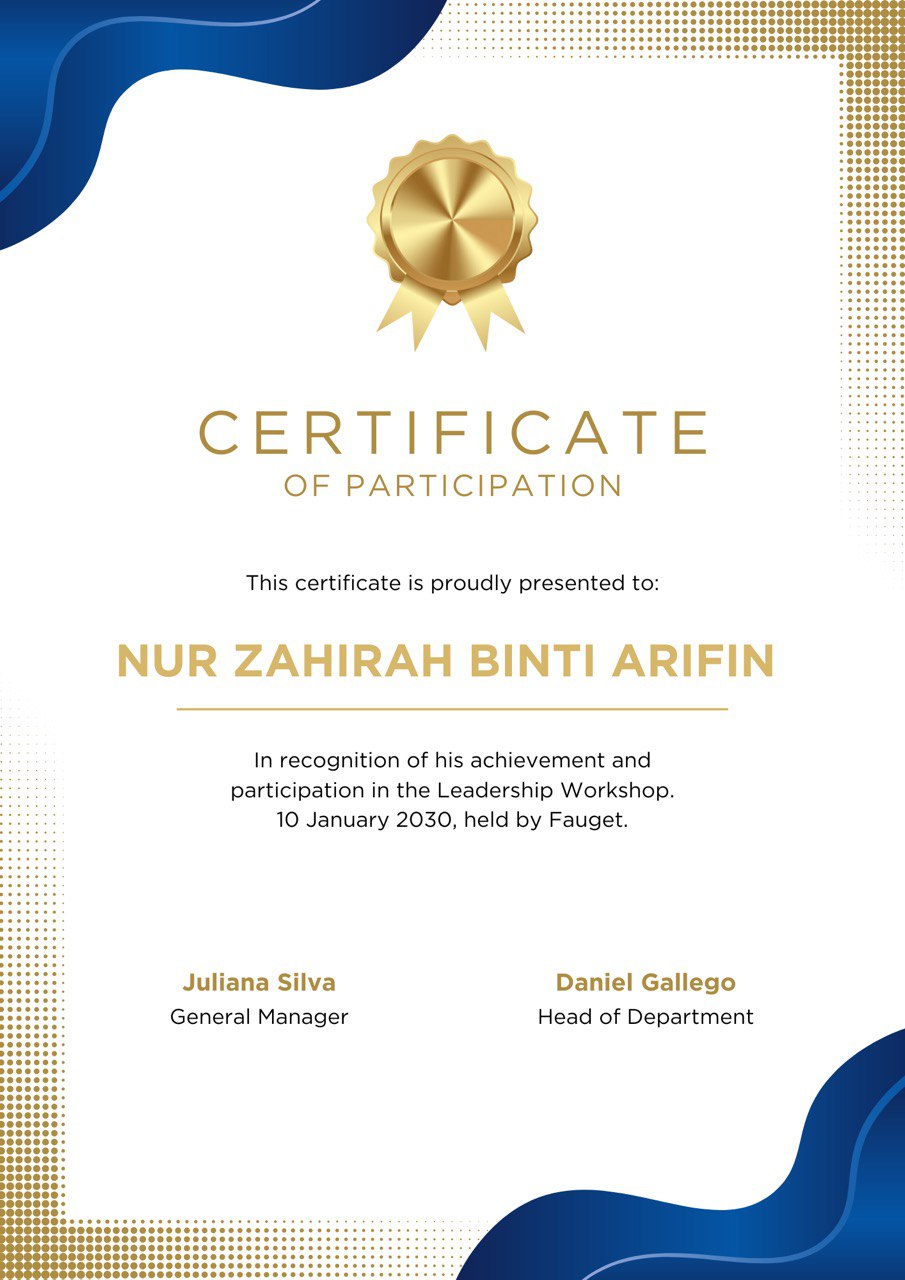 CERTIFICATE
OF PARTICIPATION
This certificate is proudly presented to:
NUR ZAHIRAH BINTI ARIFIN
In recognition of his achievement and
participation in the Leadership Workshop.
10 January 2030, held by Fauget.
Juliana Silva
General Manager
Daniel Gallego
Head of Department